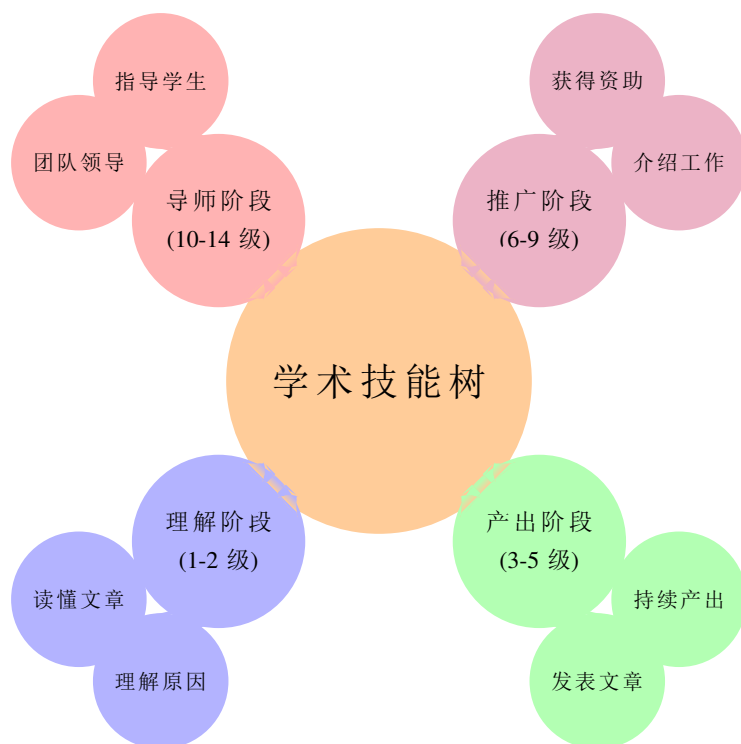 指导学生
获得资助
团队领导
介绍工作
导师阶段
(10-14 级)
推广阶段
(6-9 级)
学术技能树
理解阶段
(1-2 级)
产出阶段
(3-5 级)
读懂文章
持续产出
理解原因
发表文章